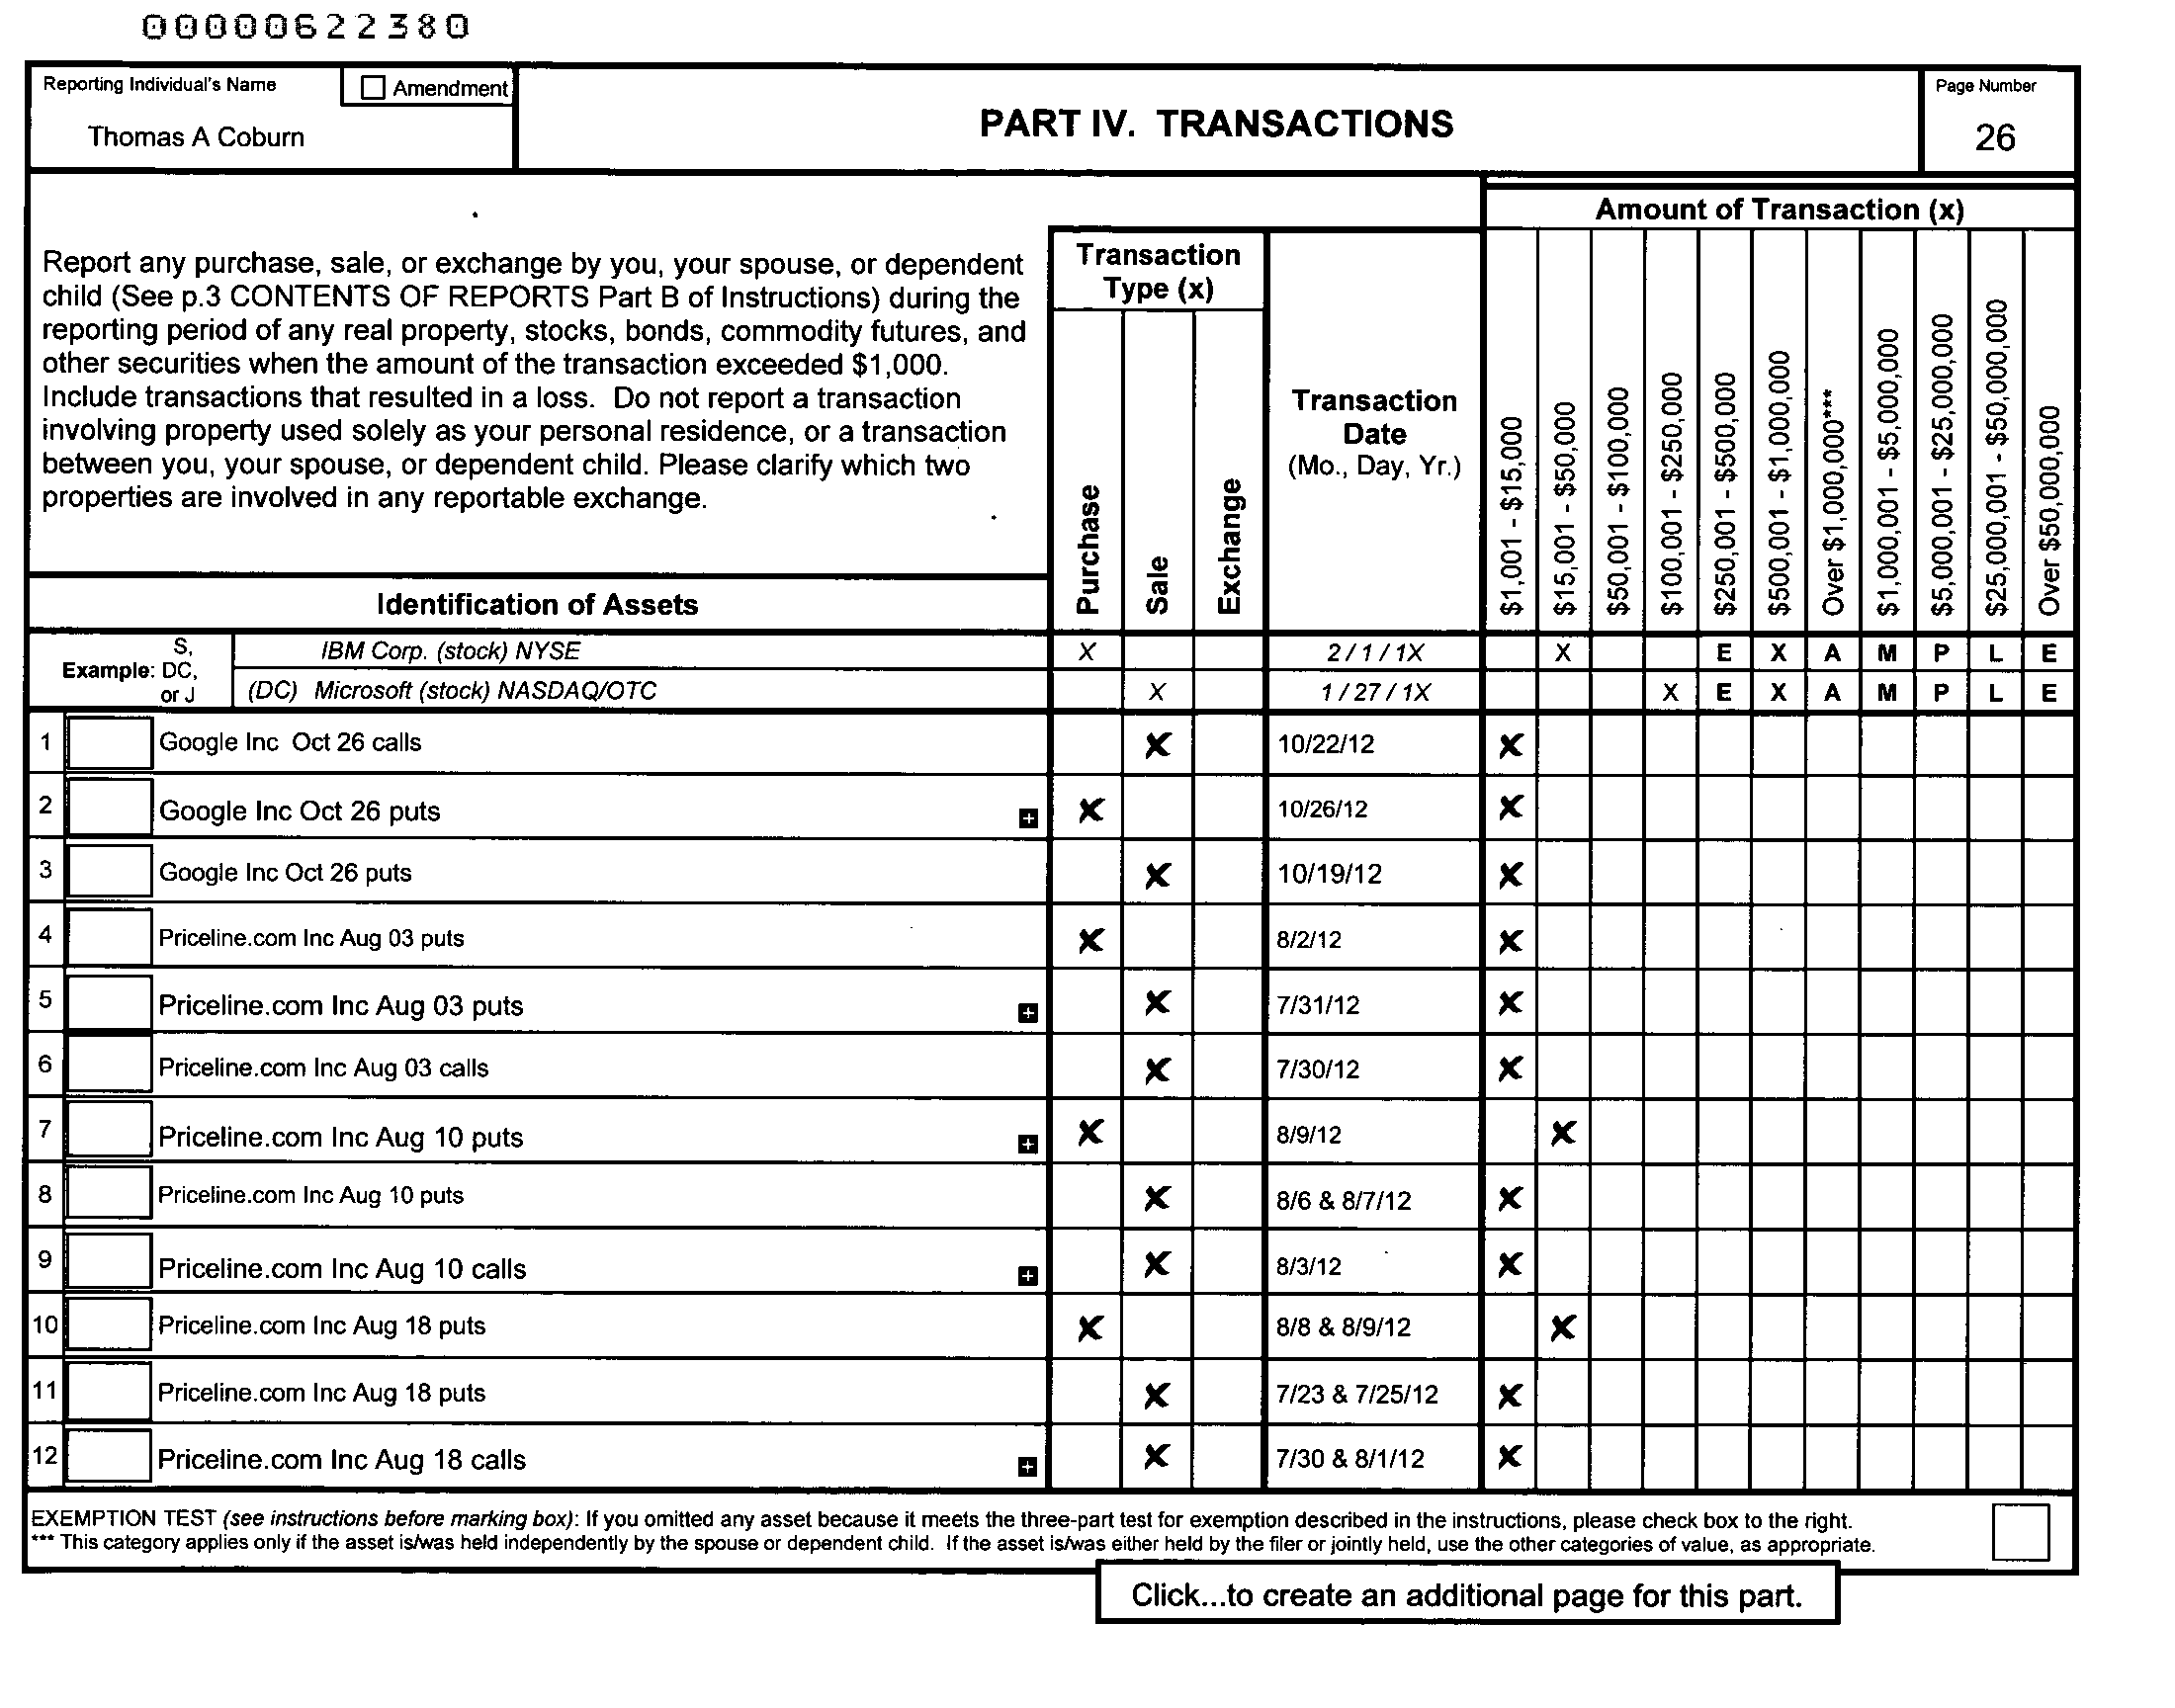 00000622380
Reporting Individual's Name
Amendment
Thomas A Coburn
PART IV. TRANSACTIONS
Page Number
26
Report any purchase, sale, or exchange by you, your spouse, or dependent
child (See p.3 CONTENTS OF REPORTS Part B of Instructions) during the
reporting period of any real property, stocks, bonds, commodity futures, and
other securities when the amount of the transaction exceeded $1,000.
Include transactions that resulted in a loss. Do not report a transaction
involving property used solely as your personal residence, or a transaction
between you, your spouse, or dependent child. Please clarify which two
properties are involved in any reportable exchange.
Identification of Assets
Transaction
Type (x)
Purchase
Sale
Exchange
Transaction
Date
(Mo., Day, Yr.)
Amount of Transaction (x)
$1,001 - $15,000
$15,001 - $50,000
$50,001 - $100,000
$100,001 - $250,000
$250,001 - $500,000
$500,001 - $1,000,000
Over $1,000,000***
$1,000,001 - $5,000,000
$5,000,001 - $25,000,000
$25,000,001 - $50,000,000
Over $50,000,000
Example: S, DC, or J
IBM Corp. (stock) NYSE X 2 / 1 / 1X X E X A M P L E
(DC) Microsoft (stock) NASDAQ/OTC X 1 / 27 / 1X X E X A M P L E
1 Google Inc Oct 26 calls X 10/22/12 X
2 Google Inc Oct 26 puts + X 10/26/12 X
3 Google Inc Oct 26 puts X 10/19/12 X
4 Priceline.com Inc Aug 03 puts X 8/2/12 X
5 Priceline.com Inc Aug 03 puts + X 7/31/12 X
6 Priceline.com Inc Aug 03 calls X 7/30/12 X
7 Priceline.com Inc Aug 10 puts + X 8/9/12 X
8 Priceline.com Inc Aug 10 puts X 8/6 & 8/7/12 X
9 Priceline.com Inc Aug 10 calls + X 8/3/12 X
10 Priceline.com Inc Aug 18 puts X 8/8 & 8/9/12 X
11 Priceline.com Inc Aug 18 puts X 7/23 & 7/25/12 X
12 Priceline.com Inc Aug 18 calls + X 7/30 & 8/1/12 X
EXEMPTION TEST (see instructions before marking box): If you omitted any asset because it meets the three-part test for exemption described in the instructions, please check box to the right.
*** This category applies only if the asset is/was held independently by the spouse or dependent child. If the asset is/was either held by the filer or jointly held, use the other categories of value, as appropriate.
Click...to create an additional page for this part.